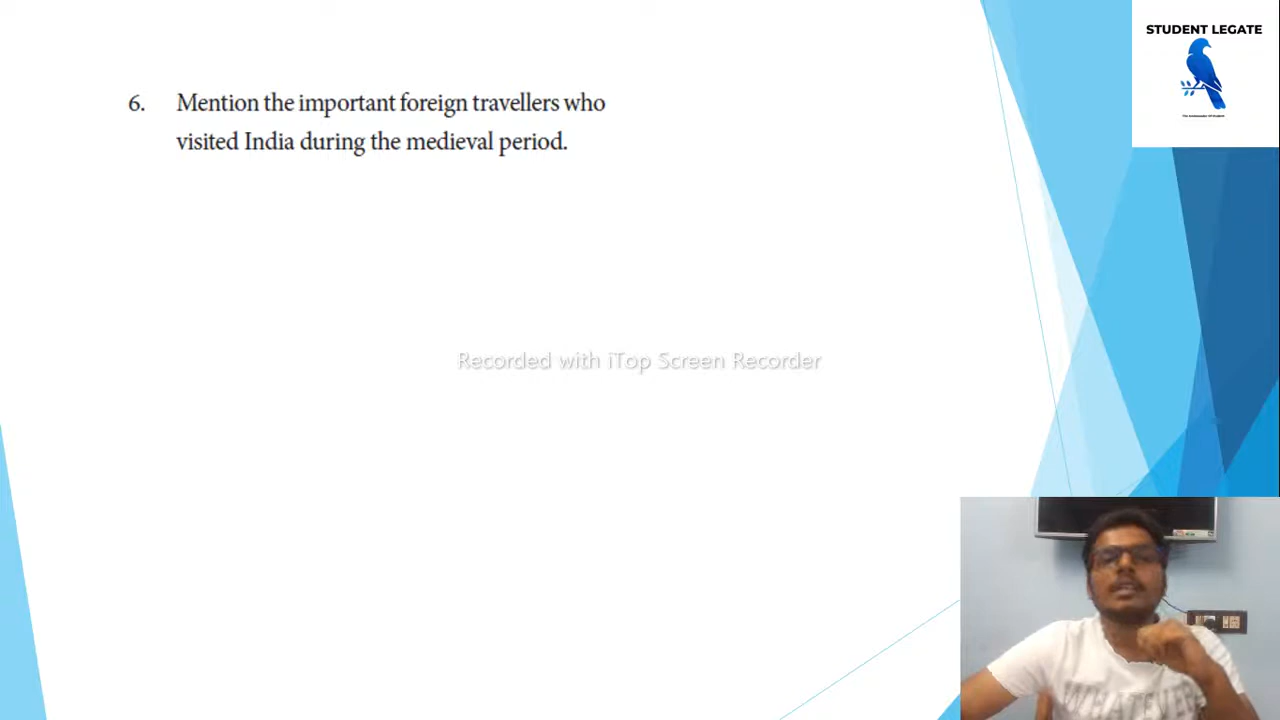 STUDENT LEGATE
6. Mention the important foreign travellers who
visited India during the medieval period.
Recorded with iTop Screen Recorder